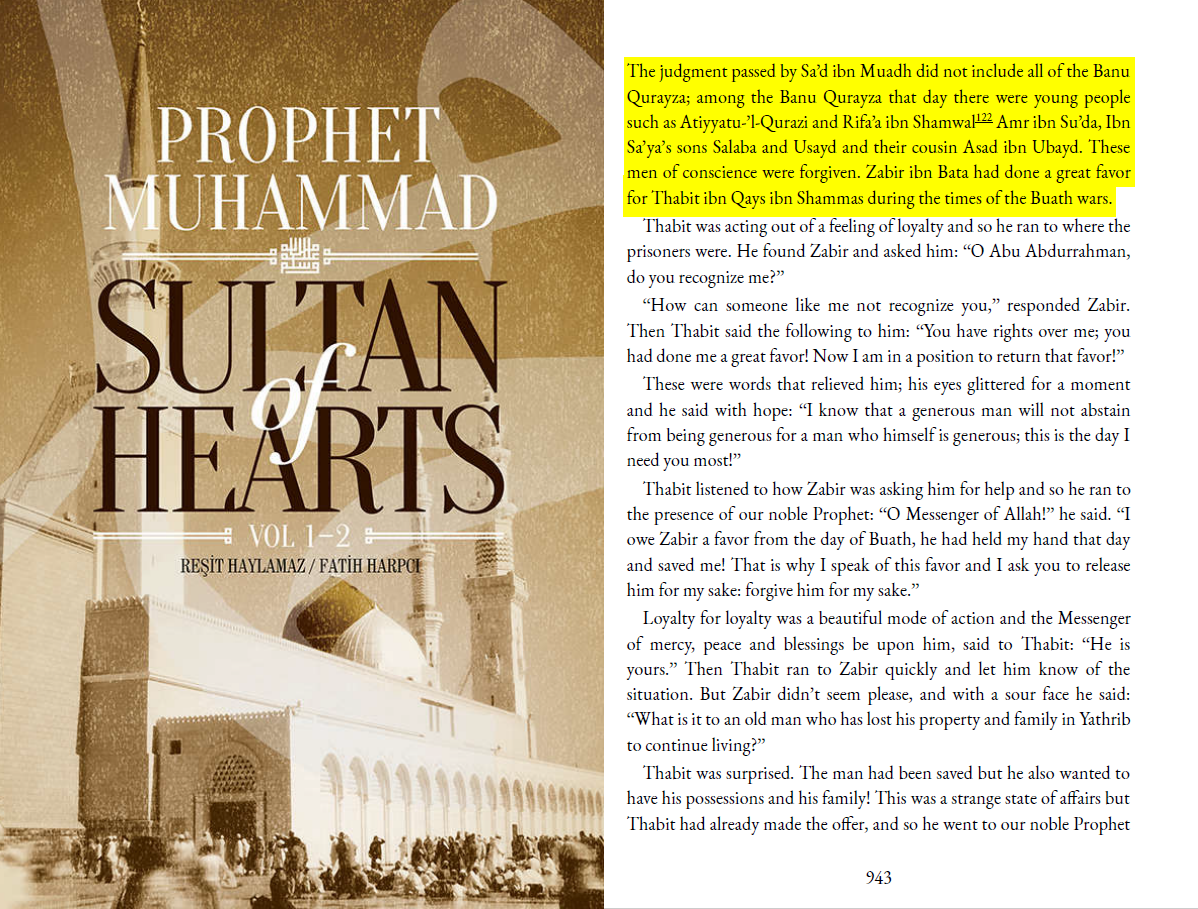 PROPHET
MUHAMMAD
SULTAN
of
HEARTS
VOL 1–2
REŞİT HAYLAMAZ / FATİH HARPCI
The judgment passed by Sa’d ibn Muadh did not include all of the Banu
Qurayza; among the Banu Qurayza that day there were young people
such as Atiyyatu-’l-Qurazi and Rifa’a ibn Shamwal122 Amr ibn Su’da, Ibn
Sa’ya’s sons Salaba and Usayd and their cousin Asad ibn Ubayd. These
men of conscience were forgiven. Zabir ibn Bata had done a great favor
for Thabit ibn Qays ibn Shammas during the times of the Buath wars.
Thabit was acting out of a feeling of loyalty and so he ran to where the
prisoners were. He found Zabir and asked him: “O Abu Abdurrahman,
do you recognize me?”
“How can someone like me not recognize you,” responded Zabir.
Then Thabit said the following to him: “You have rights over me; you
had done me a great favor! Now I am in a position to return that favor!”
These were words that relieved him; his eyes glittered for a moment
and he said with hope: “I know that a generous man will not abstain
from being generous for a man who himself is generous; this is the day I
need you most!”
Thabit listened to how Zabir was asking him for help and so he ran to
the presence of our noble Prophet: “O Messenger of Allah!” he said. “I
owe Zabir a favor from the day of Buath, he had held my hand that day
and saved me! That is why I speak of this favor and I ask you to release
him for my sake: forgive him for my sake.”
Loyalty for loyalty was a beautiful mode of action and the Messenger
of mercy, peace and blessings be upon him, said to Thabit: “He is
yours.” Then Thabit ran to Zabir quickly and let him know of the
situation. But Zabir didn’t seem please, and with a sour face he said:
“What is it to an old man who has lost his property and family in Yathrib
to continue living?”
Thabit was surprised. The man had been saved but he also wanted to
have his possessions and his family! This was a strange state of affairs but
Thabit had already made the offer, and so he went to our noble Prophet
943